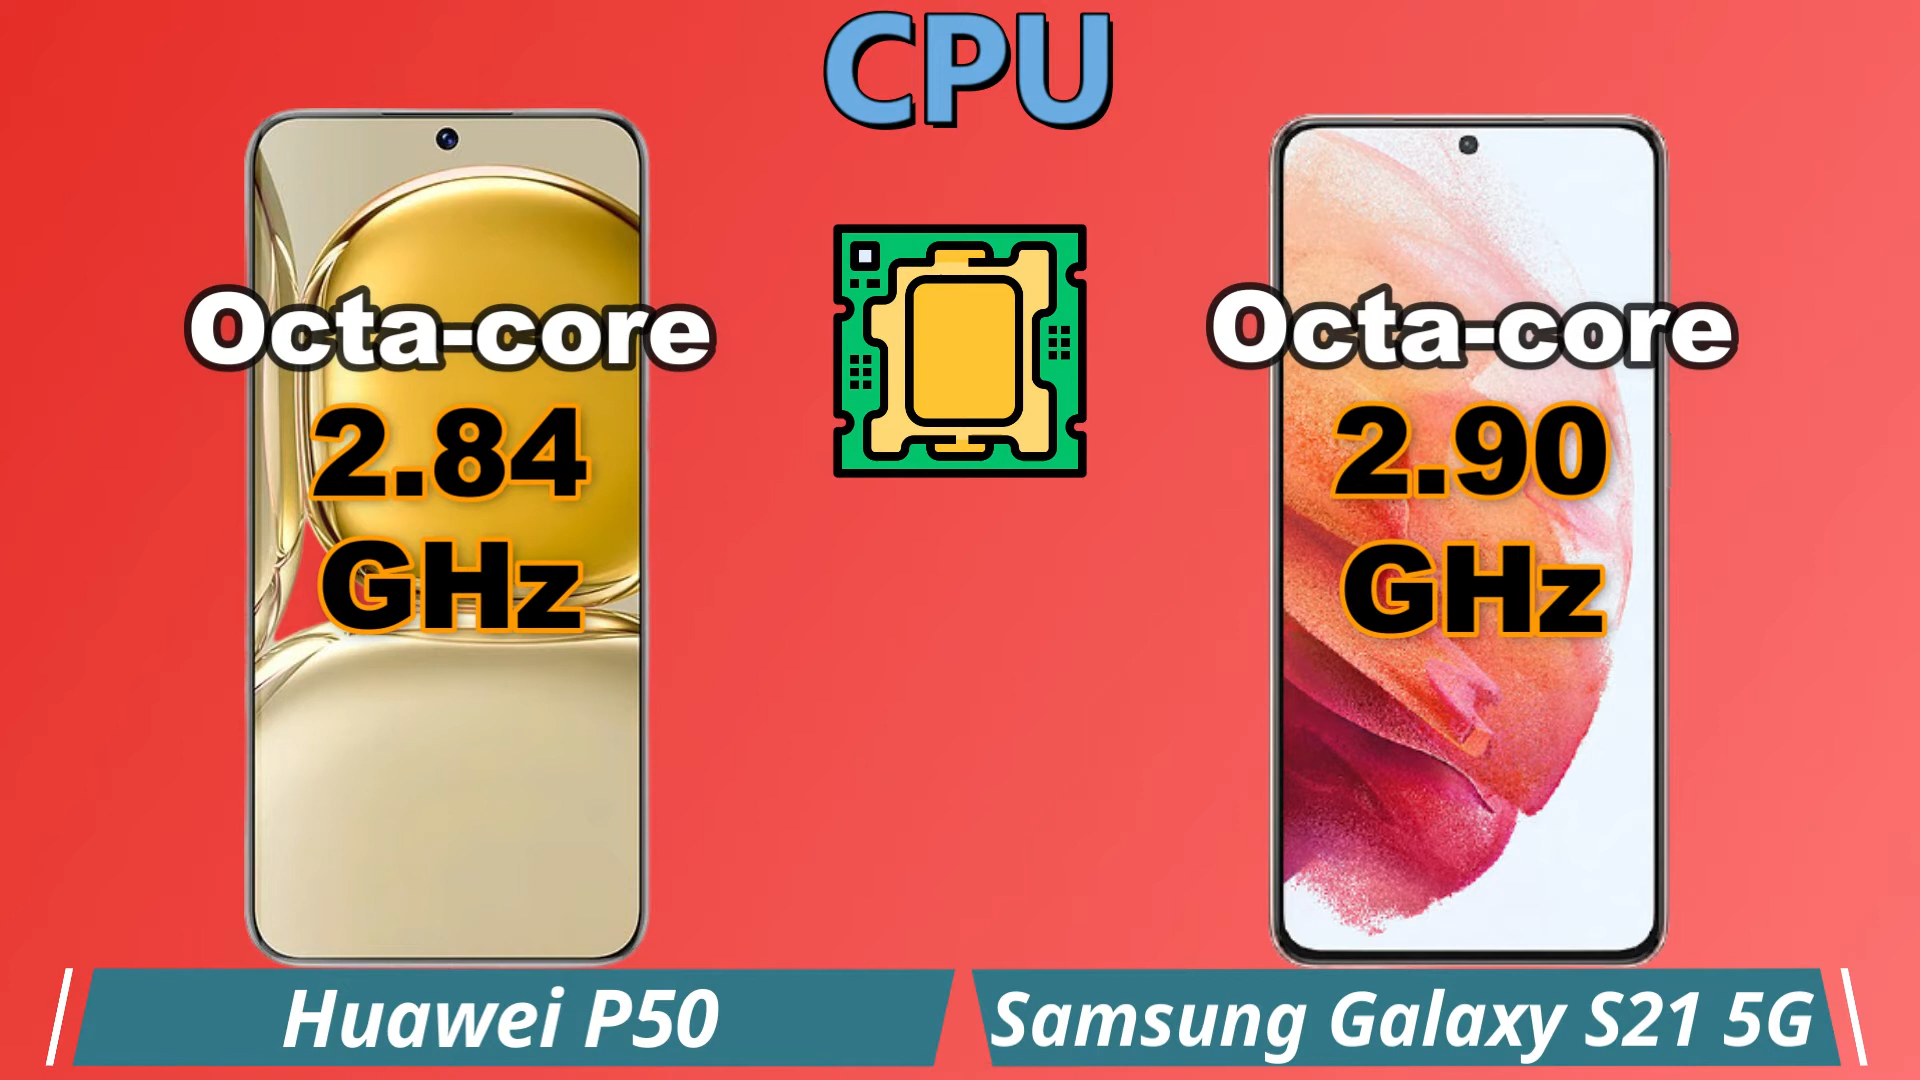 CPU
Octa-core
2.84
GHz
Octa-core
2.90
GHz
Huawei P50
Samsung Galaxy S21 5G